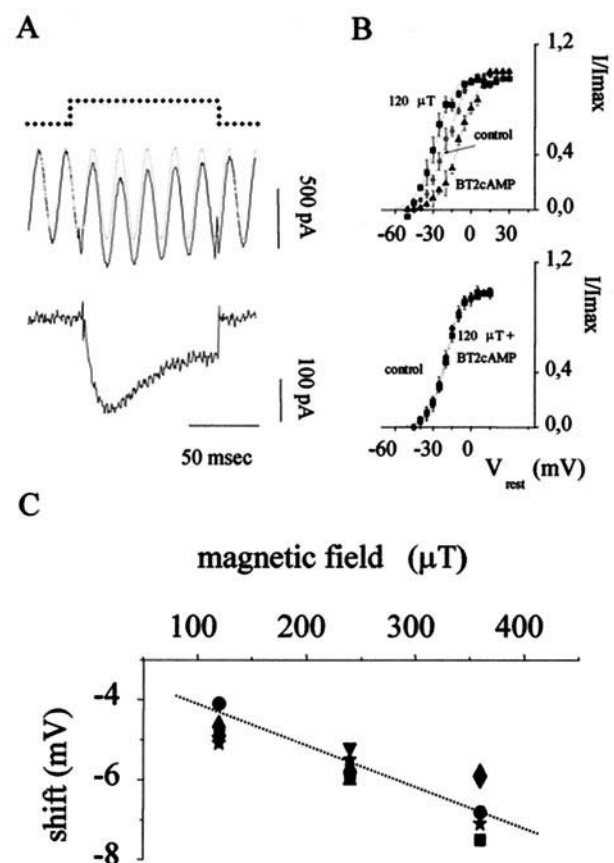 A
500 pA
100 pA
50 msec
B
1,2
0,4
0,0
I/Imax
120 µT
control
BT2cAMP
-60 -30 0 30
1,2
0,4
0,0
I/Imax
120 µT+
BT2cAMP
control
-60 -30 0
V rest (mV)
C
magnetic field (µT)
100 200 300 400
-4
-6
-8
shift (mV)